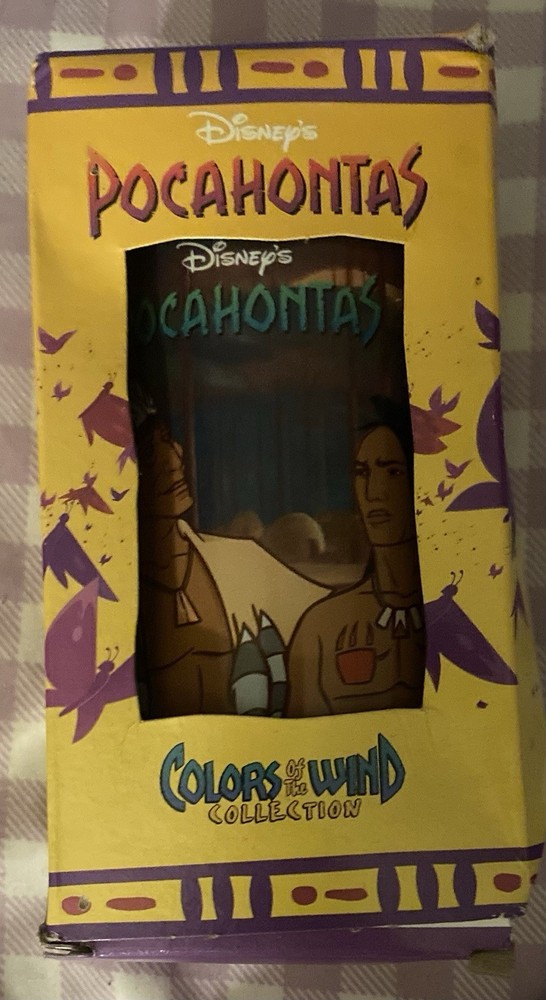 Disney's
POCAHONTAS
Disney's
OCAHONTAS
COLORS OF THE WIND
COLLECTION